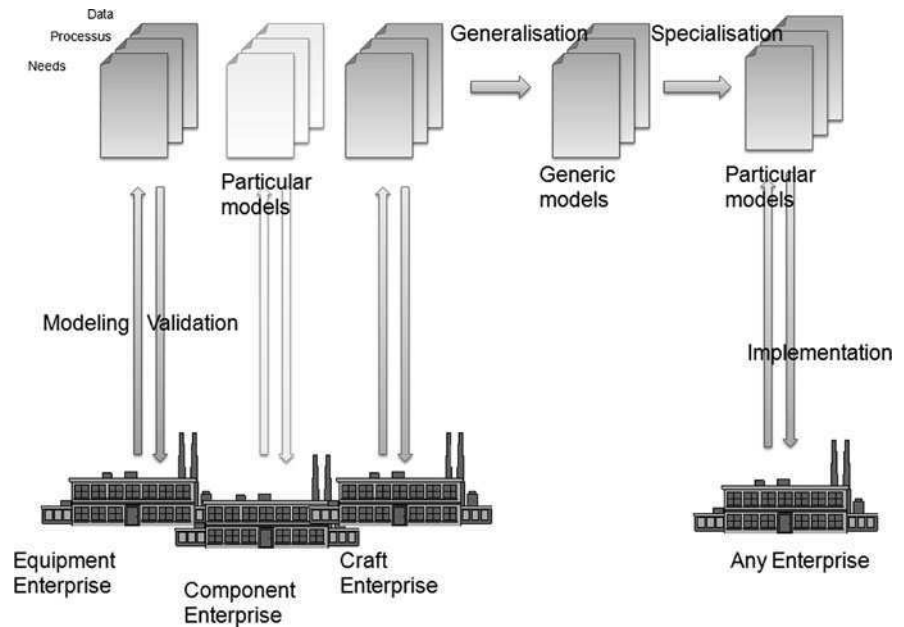 Data
Processus
Needs
Generalisation
Specialisation
Particular
models
Generic
models
Particular
models
Modeling
Validation
Implementation
Equipment
Enterprise
Component
Enterprise
Craft
Enterprise
Any Enterprise